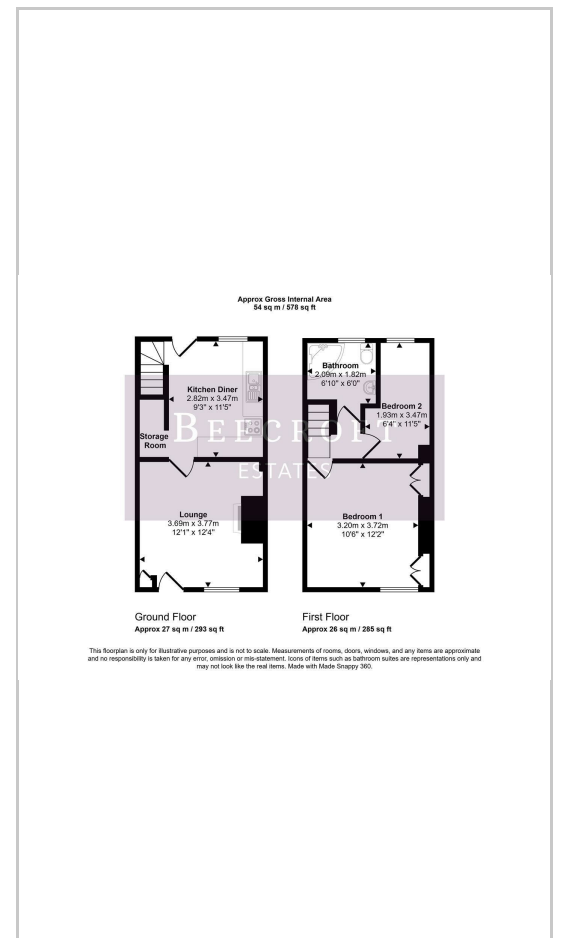 Approx Gross Internal Area
54 sq m / 578 sq ft
Kitchen Diner
2.82m x 3.47m
9'3" x 11'5"
Storage
Room
Lounge
3.69m x 3.77m
12'1" x 12'4"
Bathroom
2.09m x 1.82m
6'10" x 6'0"
Bedroom 2
1.93m x 3.47m
6'4" x 11'5"
Bedroom 1
3.20m x 3.72m
10'6" x 12'2"
BEECROFT
ESTATES
Ground Floor
Approx 27 sq m / 293 sq ft
First Floor
Approx 26 sq m / 285 sq ft
This floorplan is only for illustrative purposes and is not to scale. Measurements of rooms, doors, windows, and any items are approximate
and no responsibility is taken for any error, omission or mis-statement. Icons of items such as bathroom suites are representations only and
may not look like the real items. Made with Made Snappy 360.